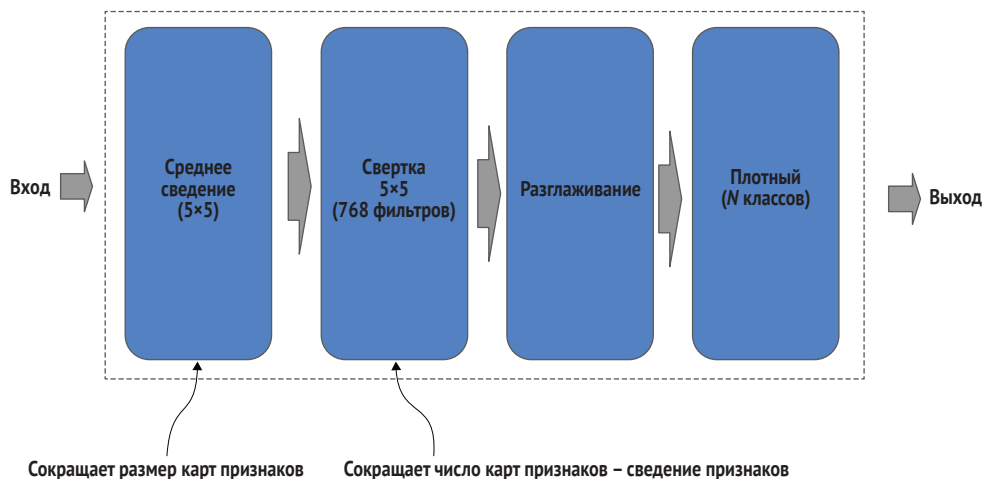 Вход
Среднее
сведение
(5×5)
Свертка
5×5
(768 фильтров)
Разглаживание
Плотный
(N классов)
Выход
Сокращает размер карт признаков
Сокращает число карт признаков – сведение признаков